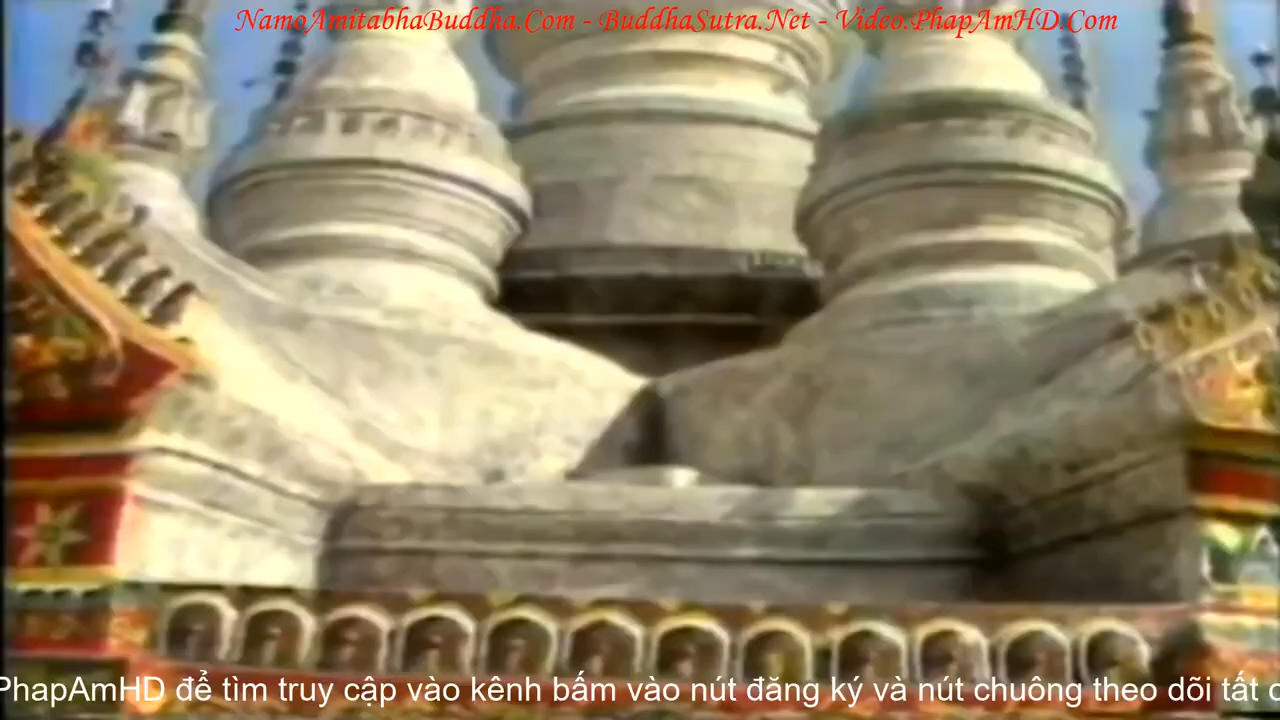 NamoAmitabhaBuddha.Com - BuddhaSutra.Net - Video.PhapAmHD.Com
PhapAmHD để tìm truy cập vào kênh bấm vào nút đăng ký và nút chuông theo dõi tất